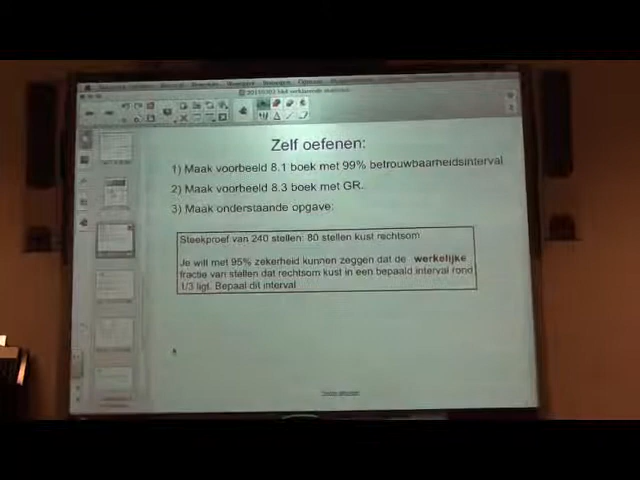 Zelf oefenen:
1) Maak voorbeeld 8.1 boek met 99% betrouwbaarheidsinterval
2) Maak voorbeeld 8.3 boek met GR.
3) Maak onderstaande opgave:
Steekproef van 240 stellen: 80 stellen kust rechtsom
Je wilt met 95% zekerheid kunnen zeggen dat de werkelijke
fractie van stellen dat rechtsom kust in een bepaald interval rond
1/3 ligt. Bepaal dit interval